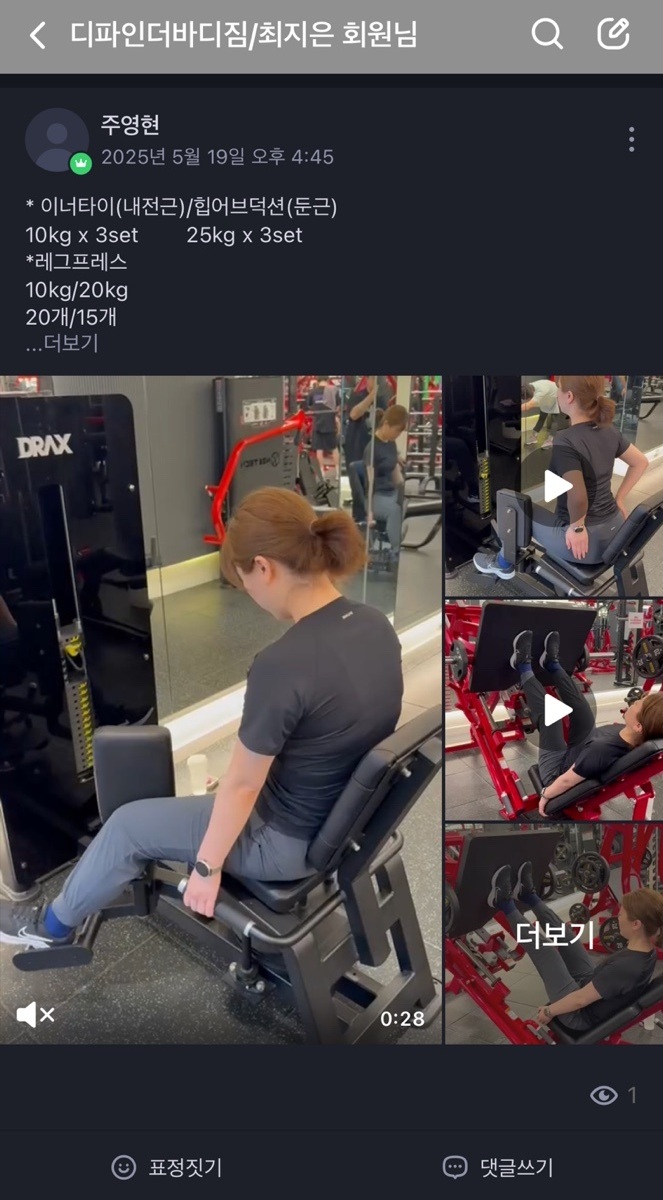 디파인더바디짐/최지은 회원님
주영현
2025년 5월 19일 오후 4:45
* 이너타이(내전근)/힙어브덕션(둔근)
10kg x 3set 25kg x 3set
*레그프레스
10kg/20kg
20개/15개
...더보기
DRAX
더보기
0:28
1
표정짓기
댓글쓰기